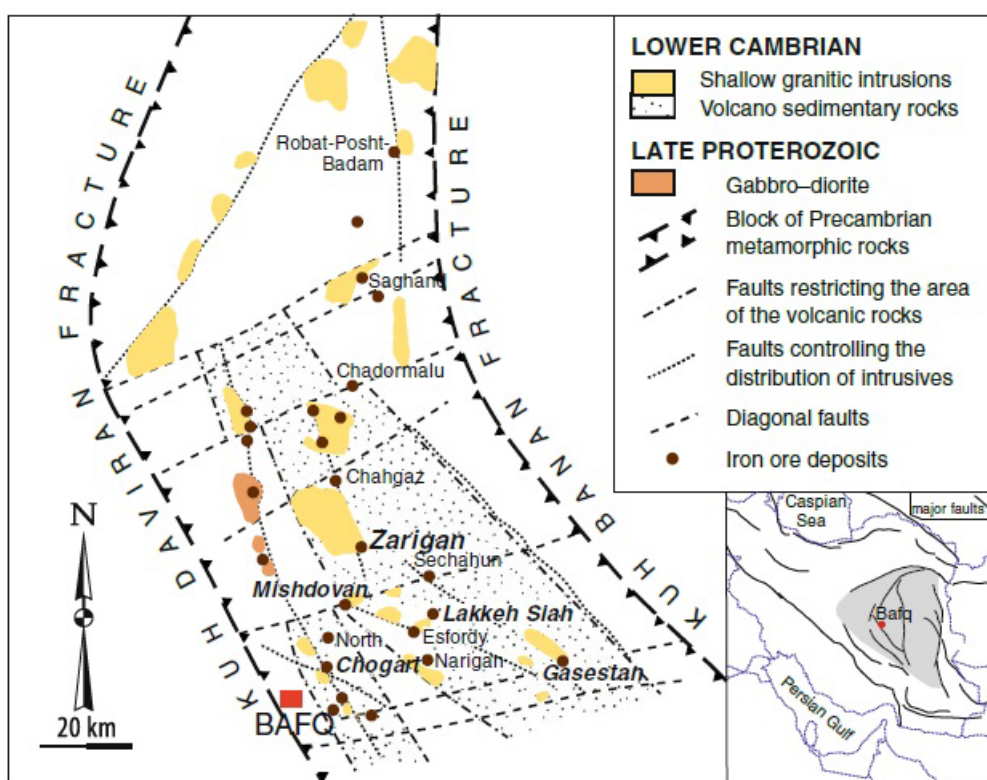 KUH DAVIRAN FRACTURE
KUH BANAN FRACTURE
Robat-Posht-
Badam
Saghand
Chadormalu
Chahgaz
Zarigan
Sechahun
Mishdovan
Lakkeh Siah
North
Esfordy
Chogart
Narigan
Gasestan
BAFQ
N
20 km
LOWER CAMBRIAN
Shallow granitic intrusions
Volcano sedimentary rocks
LATE PROTEROZOIC
Gabbro–diorite
Block of Precambrian
metamorphic rocks
Faults restricting the area
of the volcanic rocks
Faults controlling the
distribution of intrusives
Diagonal faults
Iron ore deposits
Caspian
Sea
major faults
Bafq
Persian Gulf